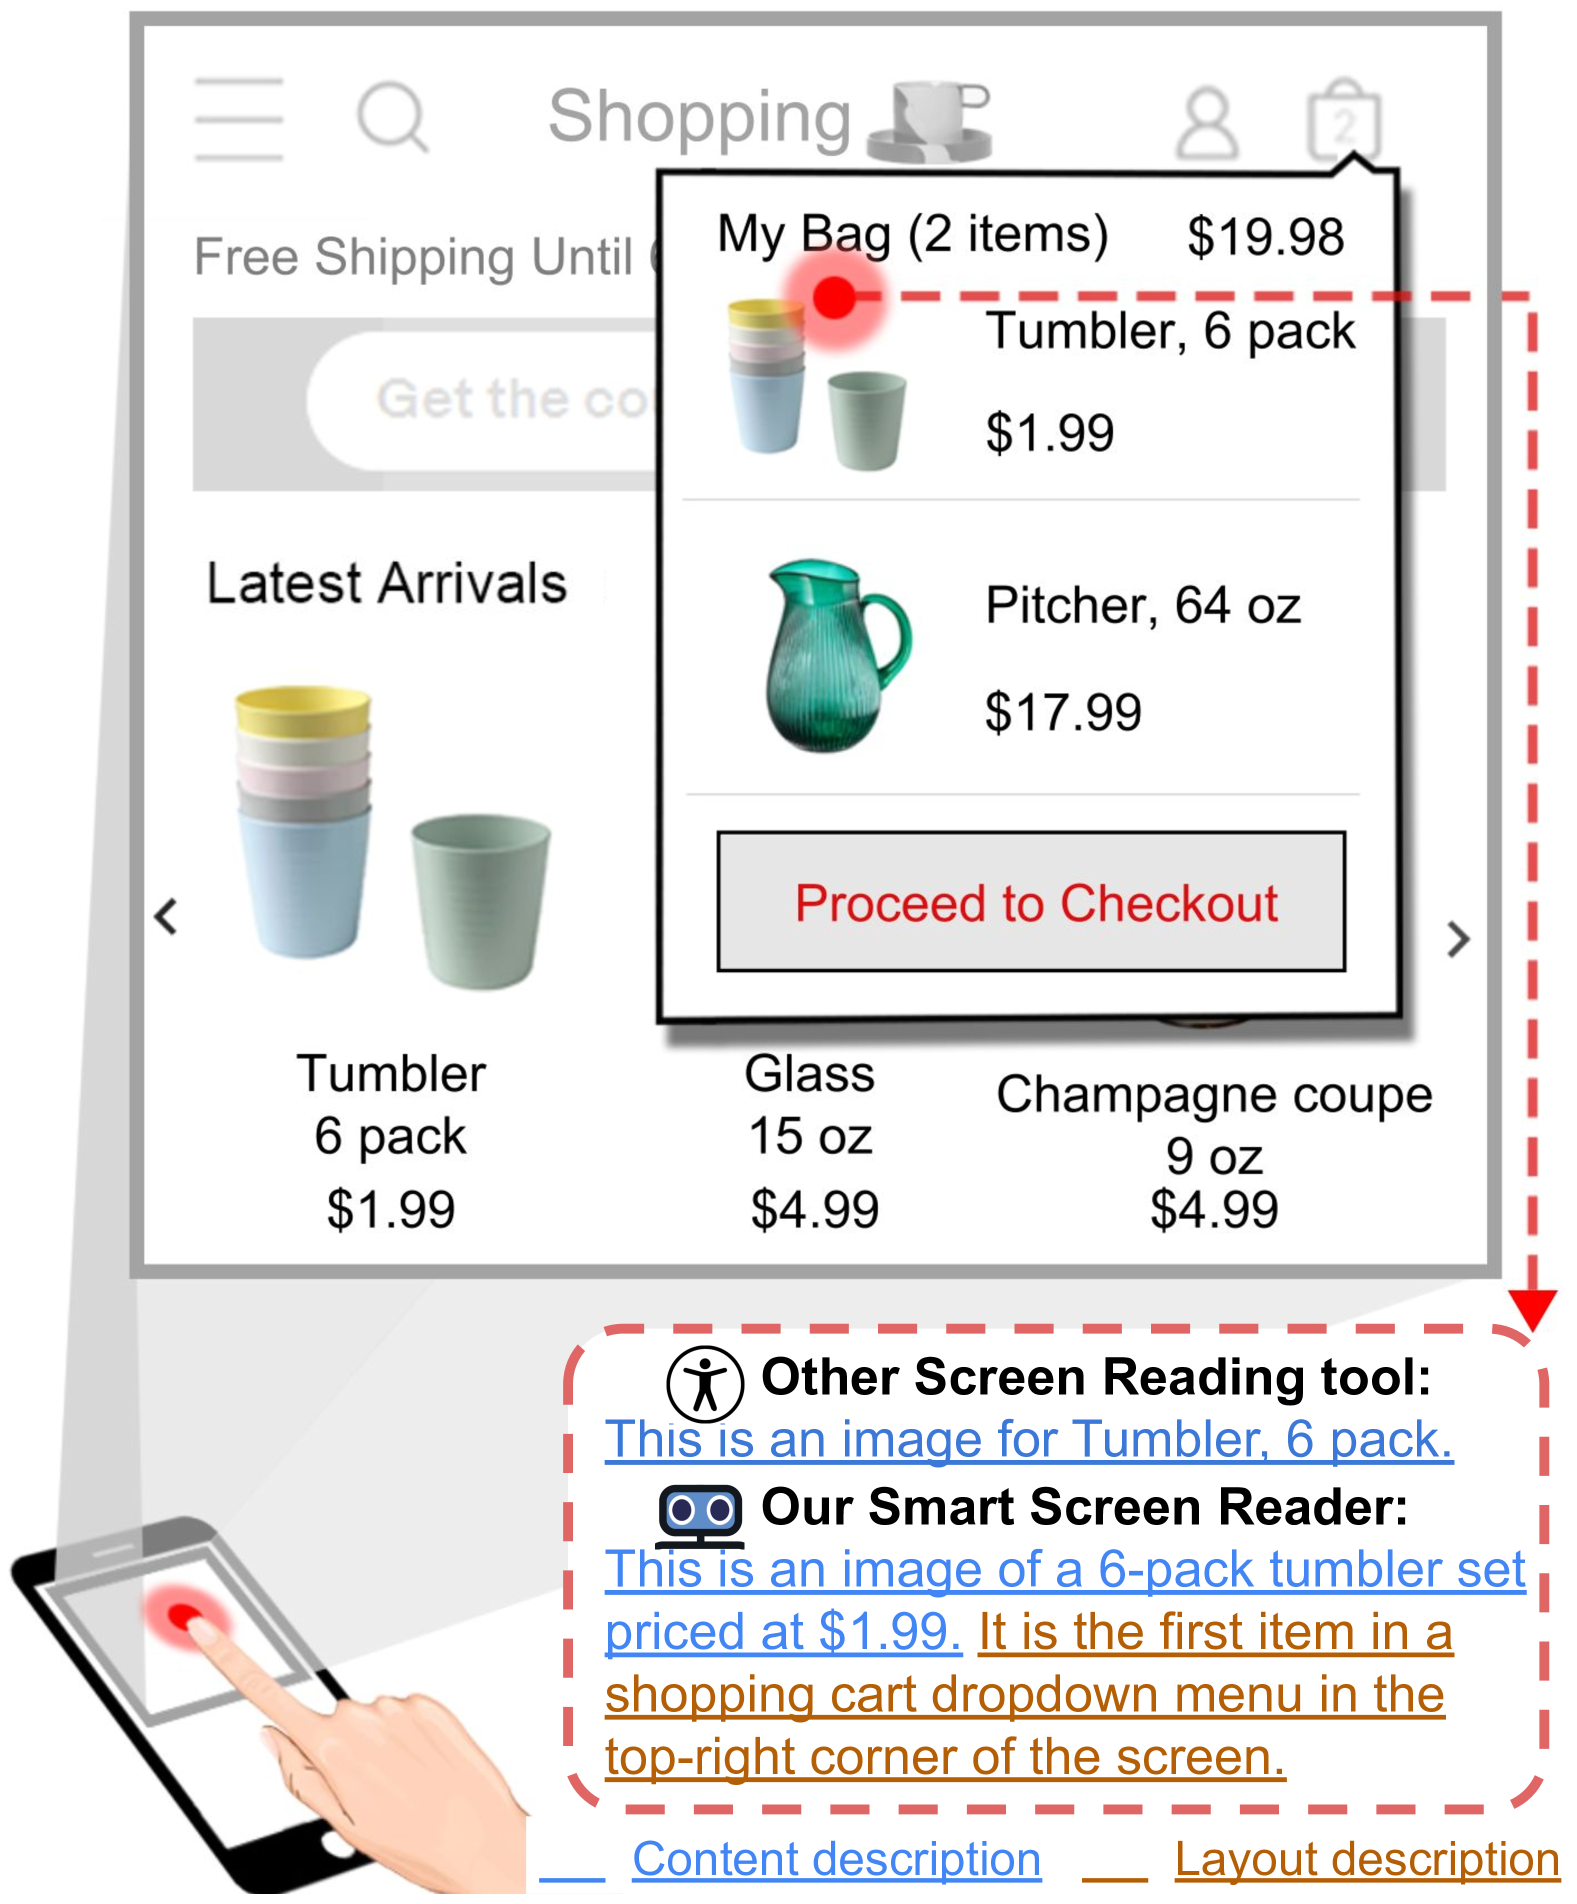 Shopping
2
My Bag (2 items) $19.98
Free Shipping Until
Tumbler, 6 pack
$1.99
Get the
Latest Arrivals
Pitcher, 64 oz
$17.99
Proceed to Checkout
Tumbler
6 pack
$1.99
Glass
15 oz
$4.99
Champagne coupe
9 oz
$4.99
Other Screen Reading tool:
This is an image for Tumbler, 6 pack.
Our Smart Screen Reader:
This is an image of a 6-pack tumbler set
priced at $1.99. It is the first item in a
shopping cart dropdown menu in the
top-right corner of the screen.
Content description
Layout description